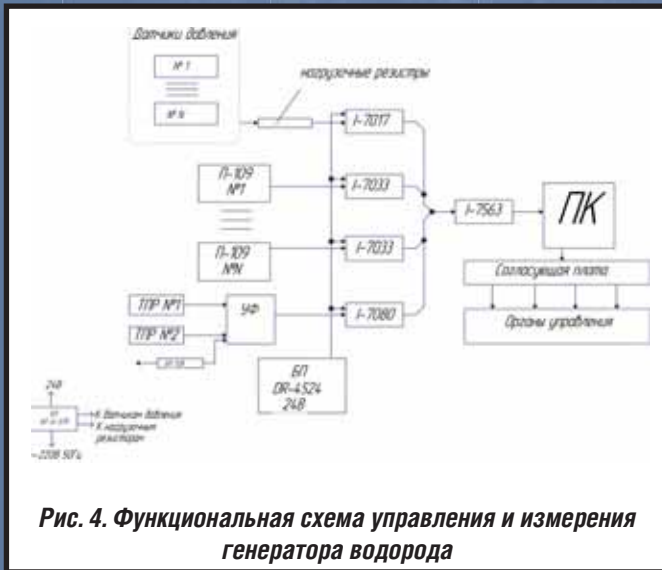 Датчики давления
№ 1
№ N
нагрузочные резистры
I-7017
П-109
№1
I-7033
I-7563
ПК
П-109
№N
I-7033
Согласующая плата
ТПР №1
УФ
I-7080
Органы управления
ТПР №2
БП
DR-4524
24В
24В
К датчикам давления
К нагрузочным
резисторам
~220В 50Гц
Рис. 4. Функциональная схема управления и измерения
генератора водорода